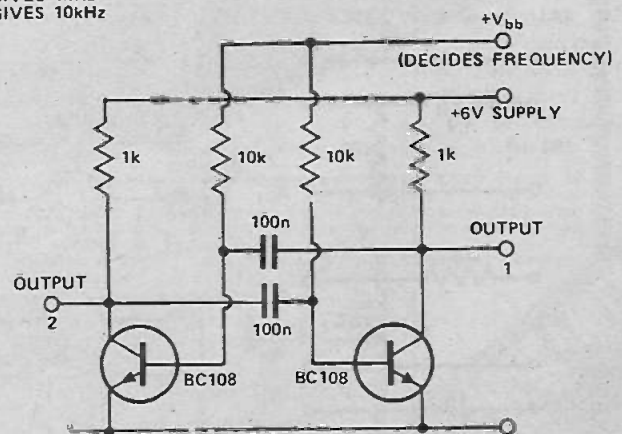 GIVES 10kHz
+Vbb
(DECIDES FREQUENCY)
+6V SUPPLY
1k
10k
10k
1k
100n
OUTPUT
1
OUTPUT
2
100n
BC108
BC108